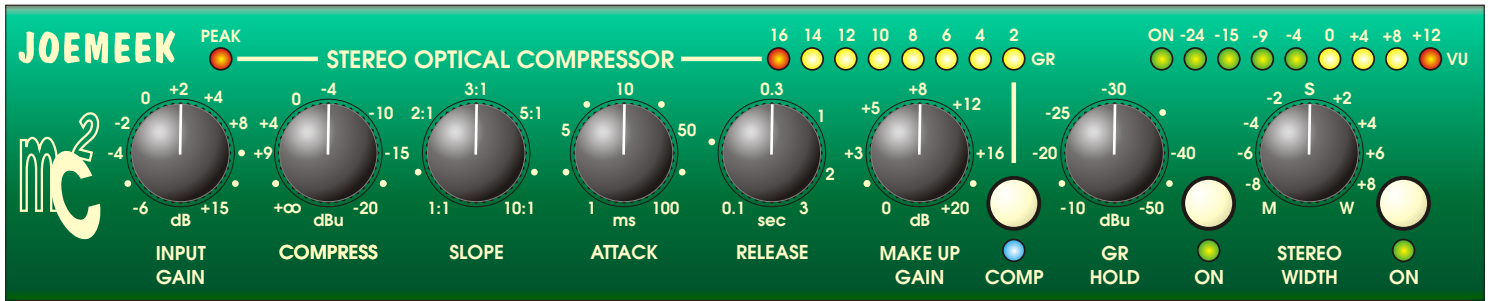 JOEMEEK
PEAK
STEREO OPTICAL COMPRESSOR
16 14 12 10 8 6 4 2
GR
ON -24 -15 -9 -4 0 +4 +8 +12
VU
mc2
-6 -4 -2 0 +2 +4 +8 +15
dB
INPUT
GAIN
+∞ +9 +4 0 -4 -10 -15 -20
dBu
COMPRESS
1:1 2:1 3:1 5:1 10:1
SLOPE
1 5 10 50 100
ms
ATTACK
0.1 0.3 1 2 3
sec
RELEASE
0 +3 +5 +8 +12 +16 +20
dB
MAKE UP
GAIN
COMP
-10 -20 -25 -30 -40 -50
dBu
GR
HOLD
ON
M -8 -6 -4 -2 S +2 +4 +6 +8 W
STEREO
WIDTH
ON